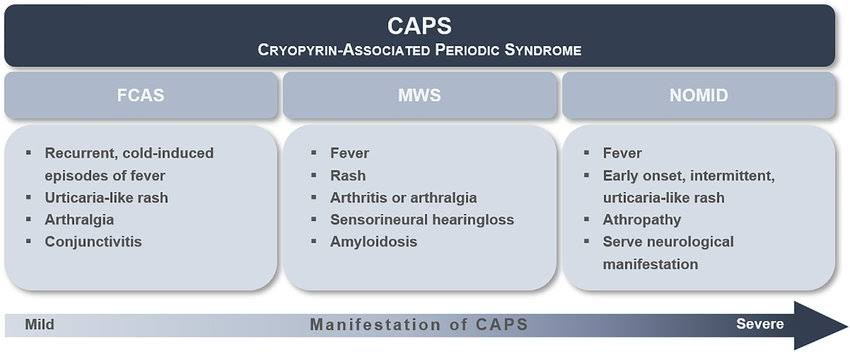 CAPS
CRYOPYRIN-ASSOCIATED PERIODIC SYNDROME
FCAS
MWS
NOMID
▪ Recurrent, cold-induced
episodes of fever
▪ Urticaria-like rash
▪ Arthralgia
▪ Conjunctivitis
▪ Fever
▪ Rash
▪ Arthritis or arthralgia
▪ Sensorineural hearingloss
▪ Amyloidosis
▪ Fever
▪ Early onset, intermittent,
urticaria-like rash
▪ Athropathy
▪ Serve neurological
manifestation
Mild
Manifestation of CAPS
Severe